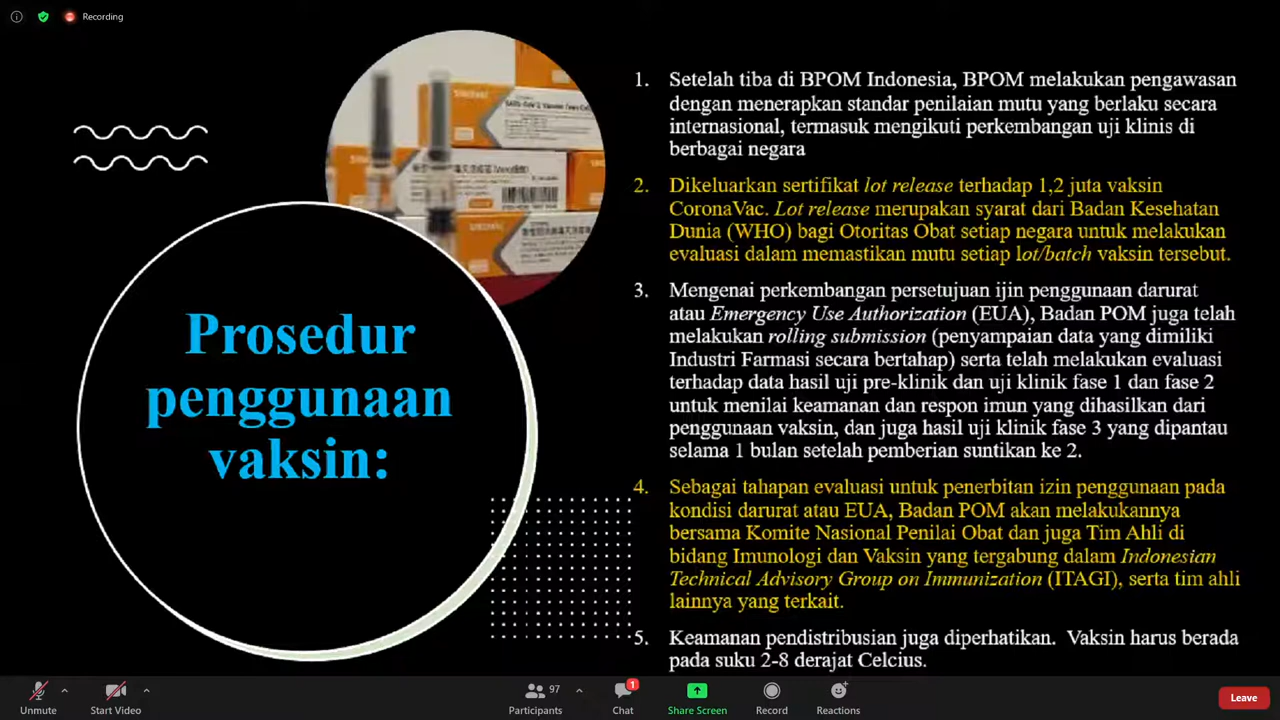 Recording
Prosedur
penggunaan
vaksin:
1. Setelah tiba di BPOM Indonesia, BPOM melakukan pengawasan
dengan menerapkan standar penilaian mutu yang berlaku secara
internasional, termasuk mengikuti perkembangan uji klinis di
berbagai negara
2. Dikeluarkan sertifikat lot release terhadap 1,2 juta vaksin
CoronaVac. Lot release merupakan syarat dari Badan Kesehatan
Dunia (WHO) bagi Otoritas Obat setiap negara untuk melakukan
evaluasi dalam memastikan mutu setiap lot/batch vaksin tersebut.
3. Mengenai perkembangan persetujuan ijin penggunaan darurat
atau Emergency Use Authorization (EUA), Badan POM juga telah
melakukan rolling submission (penyampaian data yang dimiliki
Industri Farmasi secara bertahap) serta telah melakukan evaluasi
terhadap data hasil uji pre-klinik dan uji klinik fase 1 dan fase 2
untuk menilai keamanan dan respon imun yang dihasilkan dari
penggunaan vaksin, dan juga hasil uji klinik fase 3 yang dipantau
selama 1 bulan setelah pemberian suntikan ke 2.
4. Sebagai tahapan evaluasi untuk penerbitan izin penggunaan pada
kondisi darurat atau EUA, Badan POM akan melakukannya
bersama Komite Nasional Penilai Obat dan juga Tim Ahli di
bidang Imunologi dan Vaksin yang tergabung dalam Indonesian
Technical Advisory Group on Immunization (ITAGI), serta tim ahli
lainnya yang terkait.
5. Keamanan pendistribusian juga diperhatikan. Vaksin harus berada
pada suku 2-8 derajat Celcius.
Unmute
Start Video
97
Participants
1
Chat
Share Screen
Record
Reactions
Leave